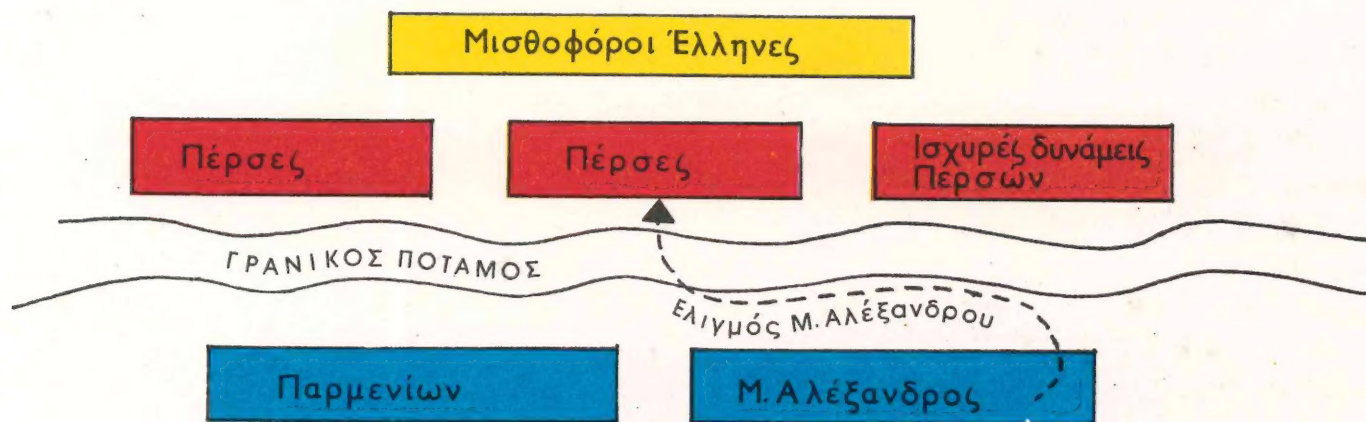 Μισθοφόροι Έλληνες
Πέρσες
Πέρσες
Ισχυρές δυνάμεις
Περσών
ΓΡΑΝΙΚΟΣ ΠΟΤΑΜΟΣ
Ελιγμός Μ. Αλέξανδρου
Παρμενίων
Μ. Αλέξανδρος